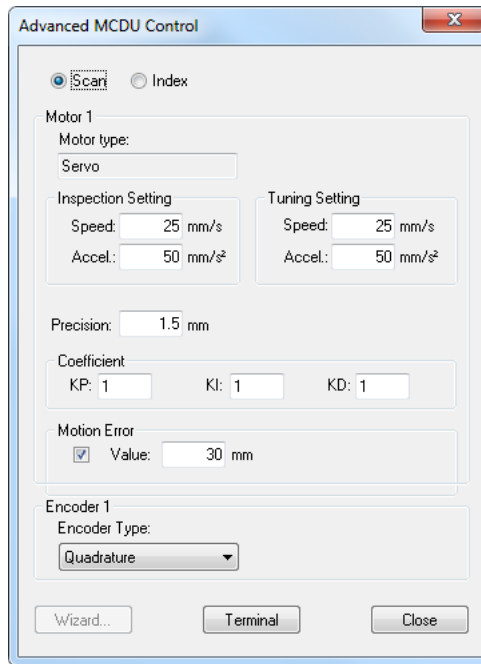 Advanced MCDU Control
Scan Index
Motor 1
Motor type:
Servo
Inspection Setting Tuning Setting
Speed: 25 mm/s Speed: 25 mm/s
Accel.: 50 mm/s² Accel.: 50 mm/s²
Precision: 1.5 mm
Coefficient
KP: 1 KI: 1 KD: 1
Motion Error
Value: 30 mm
Encoder 1
Encoder Type:
Quadrature
Wizard... Terminal Close